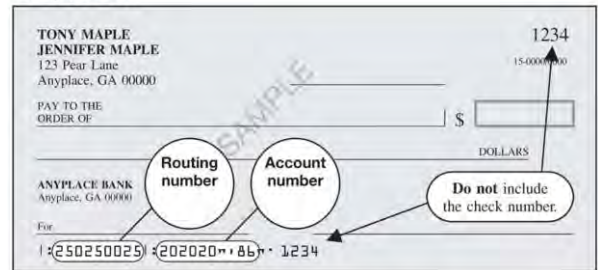 TONY MAPLE
JENNIFER MAPLE
123 Pear Lane
Anyplace, GA 00000
1234
15-0000/0000
SAMPLE
PAY TO THE
ORDER OF
$
DOLLARS
Routing
number
Account
number
Do not include
the check number.
ANYPLACE BANK
Anyplace, GA 00000
For
|:250250025|:202020"'86"' 1234